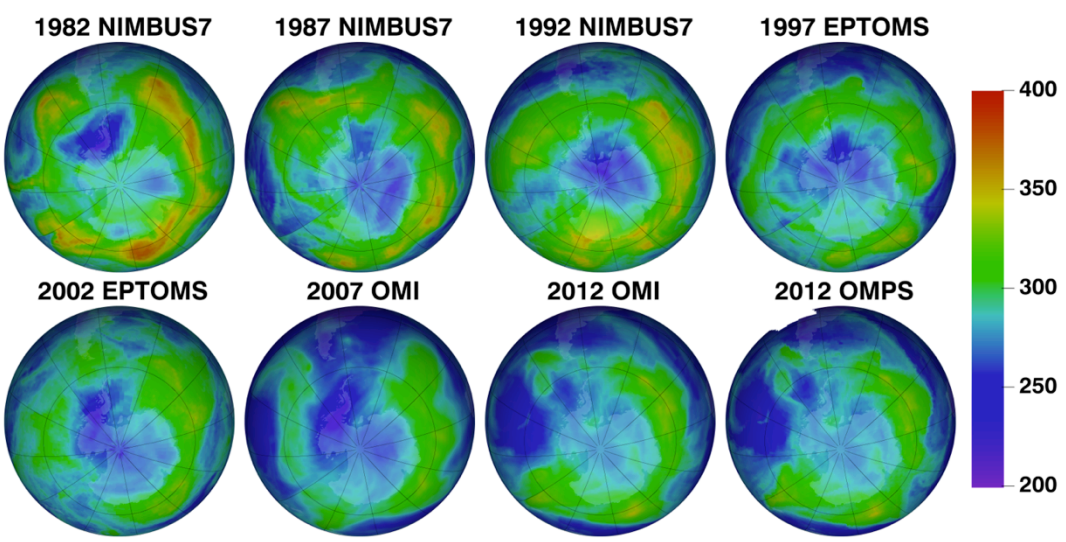 1982 NIMBUS7
1987 NIMBUS7
1992 NIMBUS7
1997 EPTOMS
400
350
300
250
200
2002 EPTOMS
2007 OMI
2012 OMI
2012 OMPS